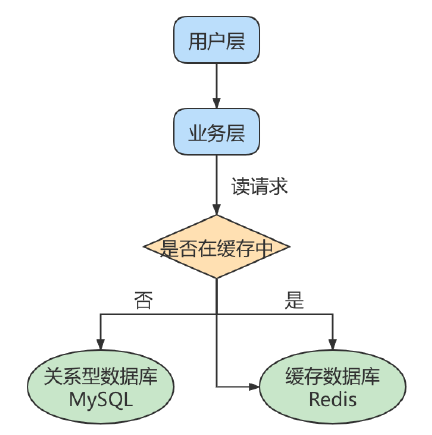 用户层
业务层
读请求
是否在缓存中
否
是
关系型数据库
MySQL
缓存数据库
Redis